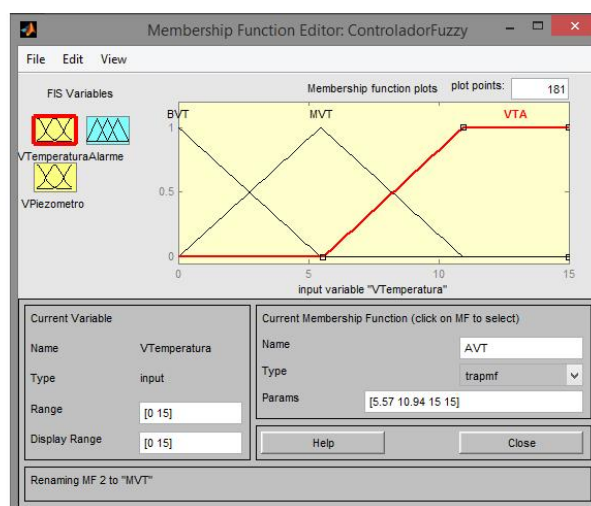 Membership Function Editor: ControladorFuzzy
File Edit View
FIS Variables
VTemperatura
Alarme
VPiezometro
Membership function plots
plot points:
181
BVT
MVT
VTA
1
0.5
0
0
5
10
15
input variable "VTemperatura"
Current Variable
Name VTemperatura
Type input
Range [0 15]
Display Range [0 15]
Current Membership Function (click on MF to select)
Name AVT
Type trapmf
Params [5.57 10.94 15 15]
Help
Close
Renaming MF 2 to "MVT"